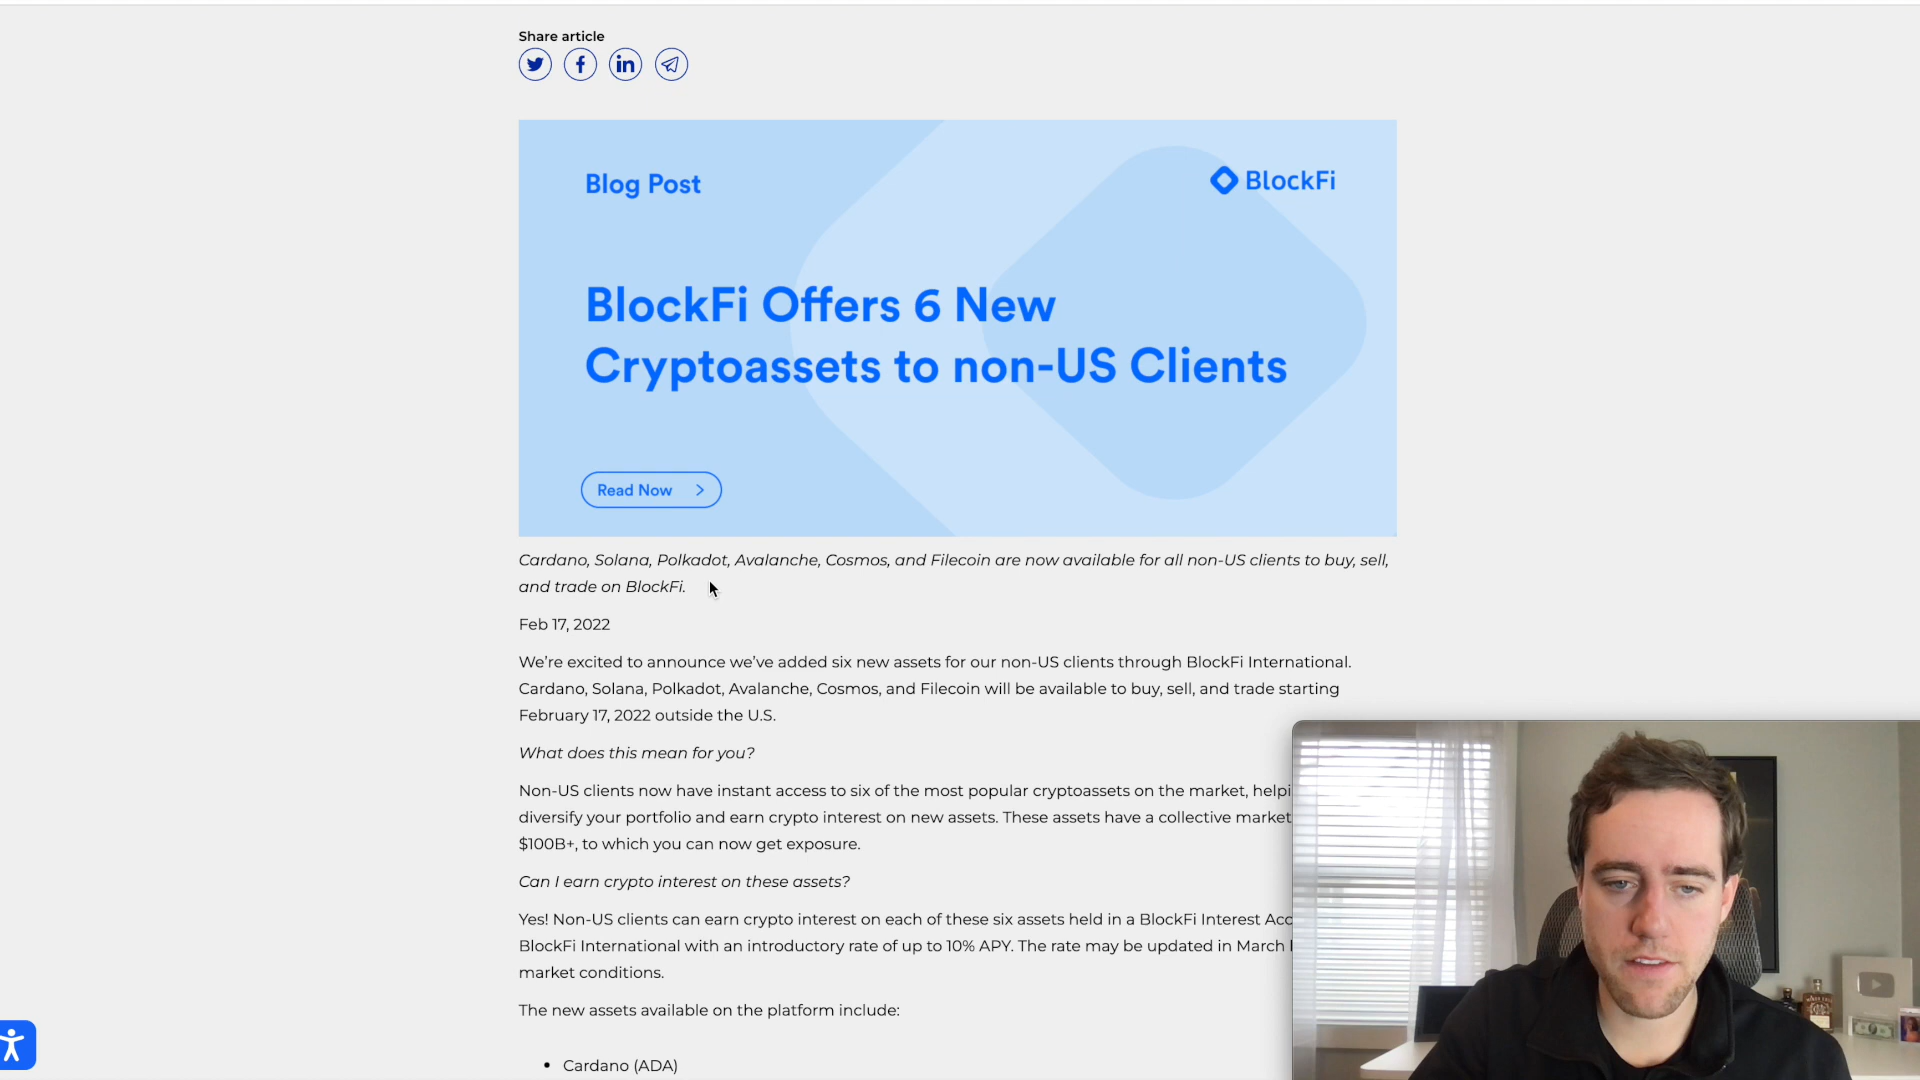 Share article
Blog Post
BlockFi
BlockFi Offers 6 New
Cryptoassets to non-US Clients
Read Now
Cardano, Solana, Polkadot, Avalanche, Cosmos, and Filecoin are now available for all non-US clients to buy, sell,
and trade on BlockFi.
Feb 17, 2022
We're excited to announce we've added six new assets for our non-US clients through BlockFi International.
Cardano, Solana, Polkadot, Avalanche, Cosmos, and Filecoin will be available to buy, sell, and trade starting
February 17, 2022 outside the U.S.
What does this mean for you?
Non-US clients now have instant access to six of the most popular cryptoassets on the market, helpi
diversify your portfolio and earn crypto interest on new assets. These assets have a collective market
$100B+, to which you can now get exposure.
Can I earn crypto interest on these assets?
Yes! Non-US clients can earn crypto interest on each of these six assets held in a BlockFi Interest Acc
BlockFi International with an introductory rate of up to 10% APY. The rate may be updated in March
market conditions.
The new assets available on the platform include:
• Cardano (ADA)